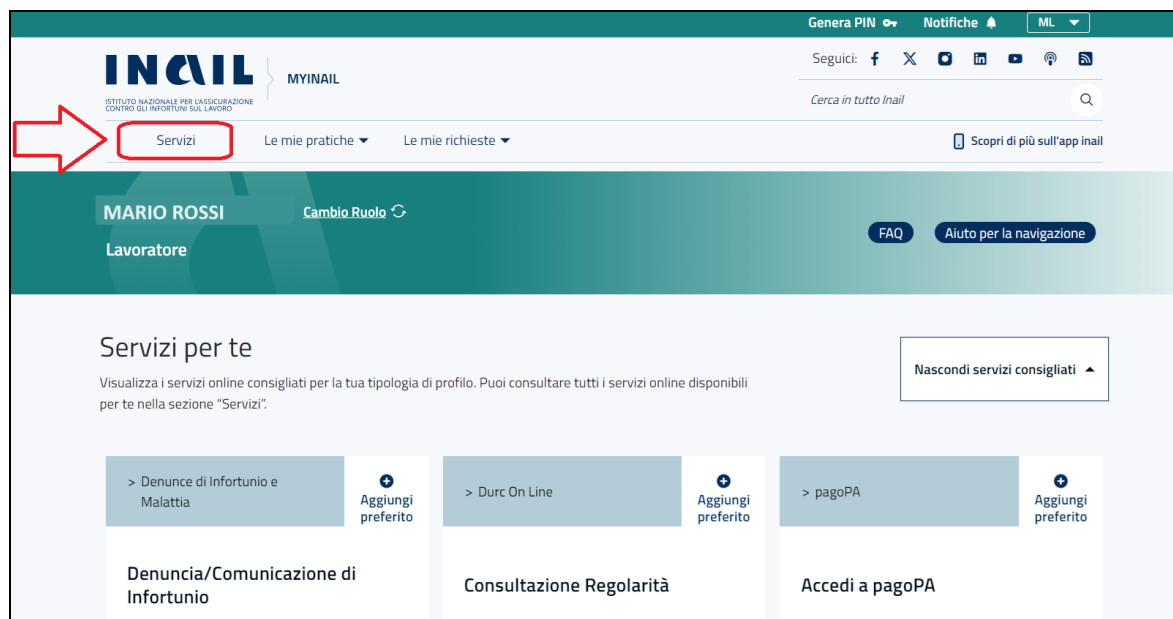 Genera PIN Notifiche ML
INAIL MYINAIL
Seguici:
ISTITUTO NAZIONALE PER L'ASSICURAZIONE
CONTRO GLI INFORTUNI SUL LAVORO
Cerca in tutto Inail
Servizi Le mie pratiche Le mie richieste Scopri di più sull'app inail
MARIO ROSSI Cambio Ruolo
Lavoratore
FAQ Aiuto per la navigazione
Servizi per te
Nascondi servizi consigliati
Visualizza i servizi online consigliati per la tua tipologia di profilo. Puoi consultare tutti i servizi online disponibili
per te nella sezione “Servizi”.
> Denunce di Infortunio e
Malattia
Aggiungi
preferito
> Durc On Line
Aggiungi
preferito
> pagoPA
Aggiungi
preferito
Denuncia/Comunicazione di
Infortunio
Consultazione Regolarità
Accedi a pagoPA